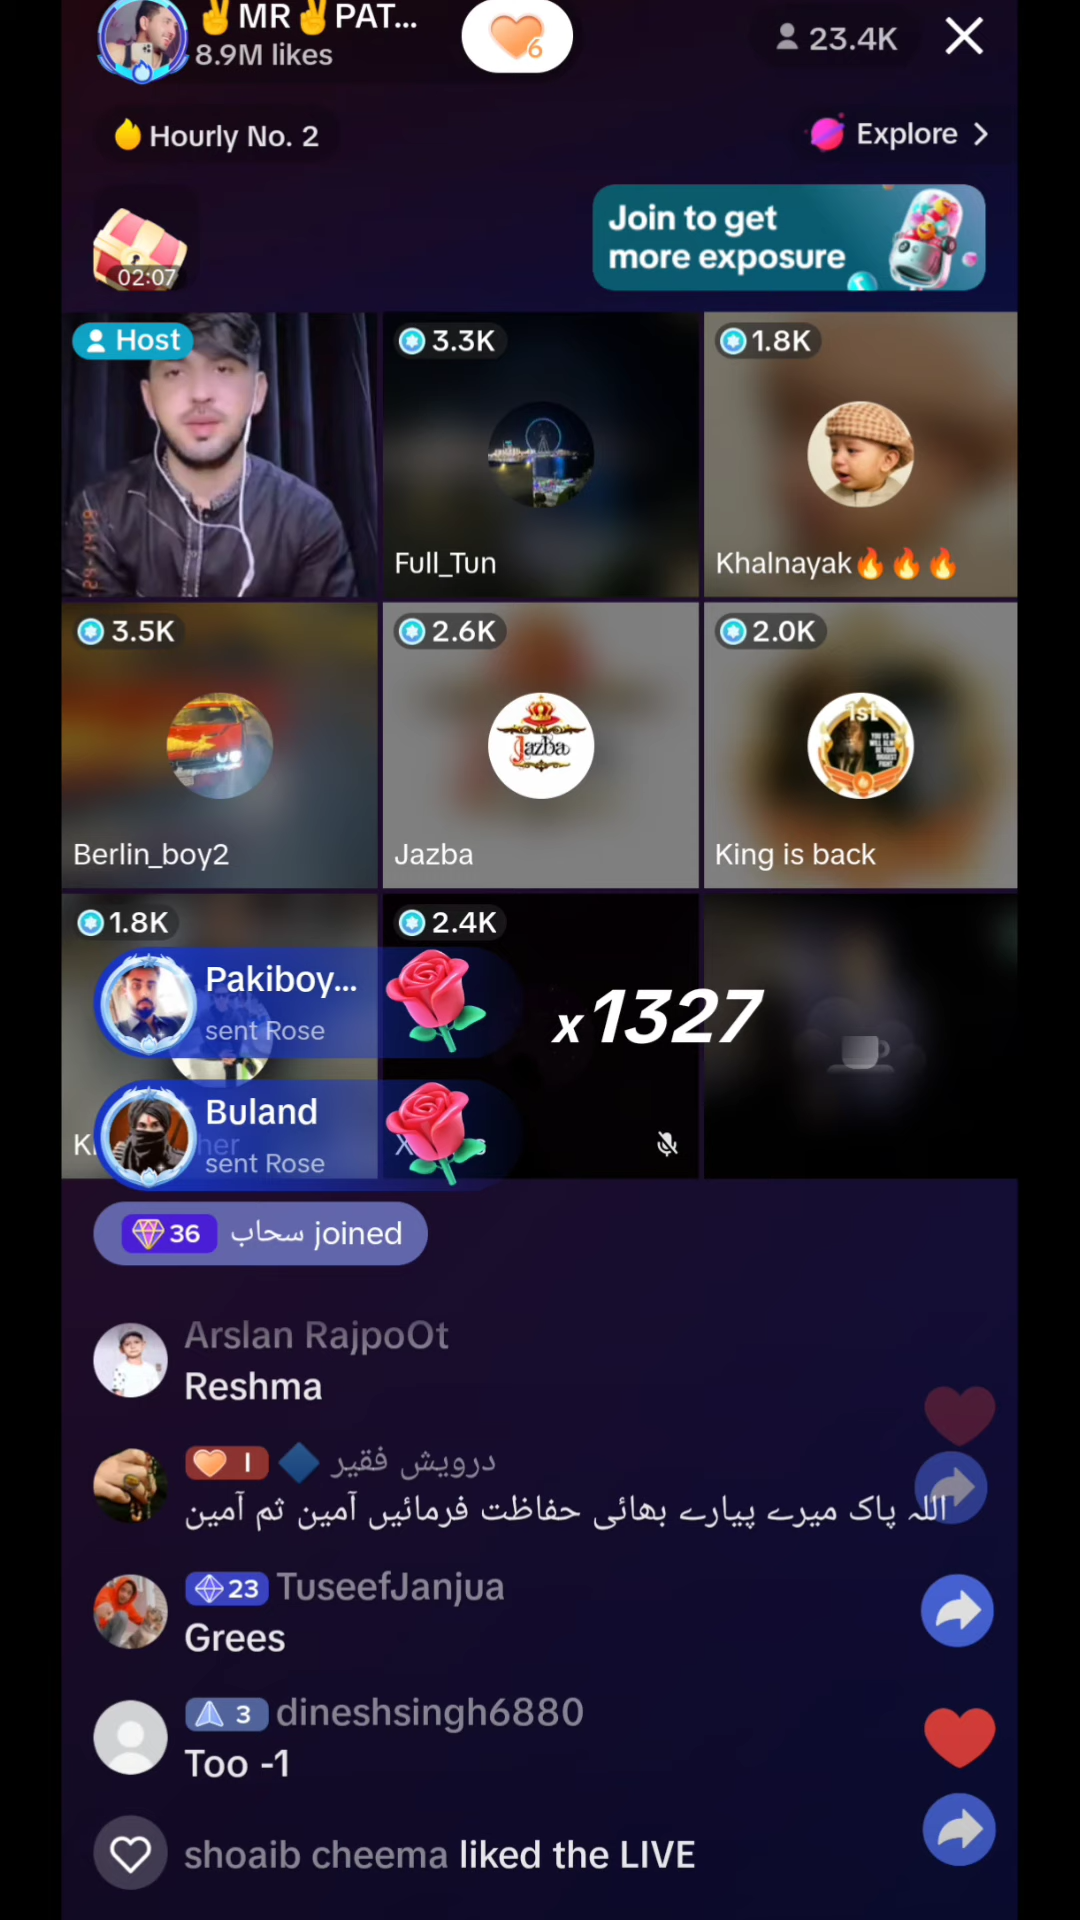 ✌️MR✌️PAT...
8.9M likes
6
23.4K
Hourly No. 2
Explore
02:07
Join to get
more exposure
Host
3.3K
1.8K
Full_Tun
Khalnayak🔥🔥🔥
3.5K
2.6K
2.0K
Jazba
1st
Berlin_boy2
Jazba
King is back
1.8K
2.4K
Pakiboy...
sent Rose
x1327
Buland
sent Rose
36 سحاب joined
Arslan RajpoOt
Reshma
I 🔷 درویش فقیر
اللہ پاک میرے پیارے بھائی حفاظت فرمائیں آمین ثم آمین
23 TuseefJanjua
Grees
3 dineshsingh6880
Too -1
shoaib cheema liked the LIVE